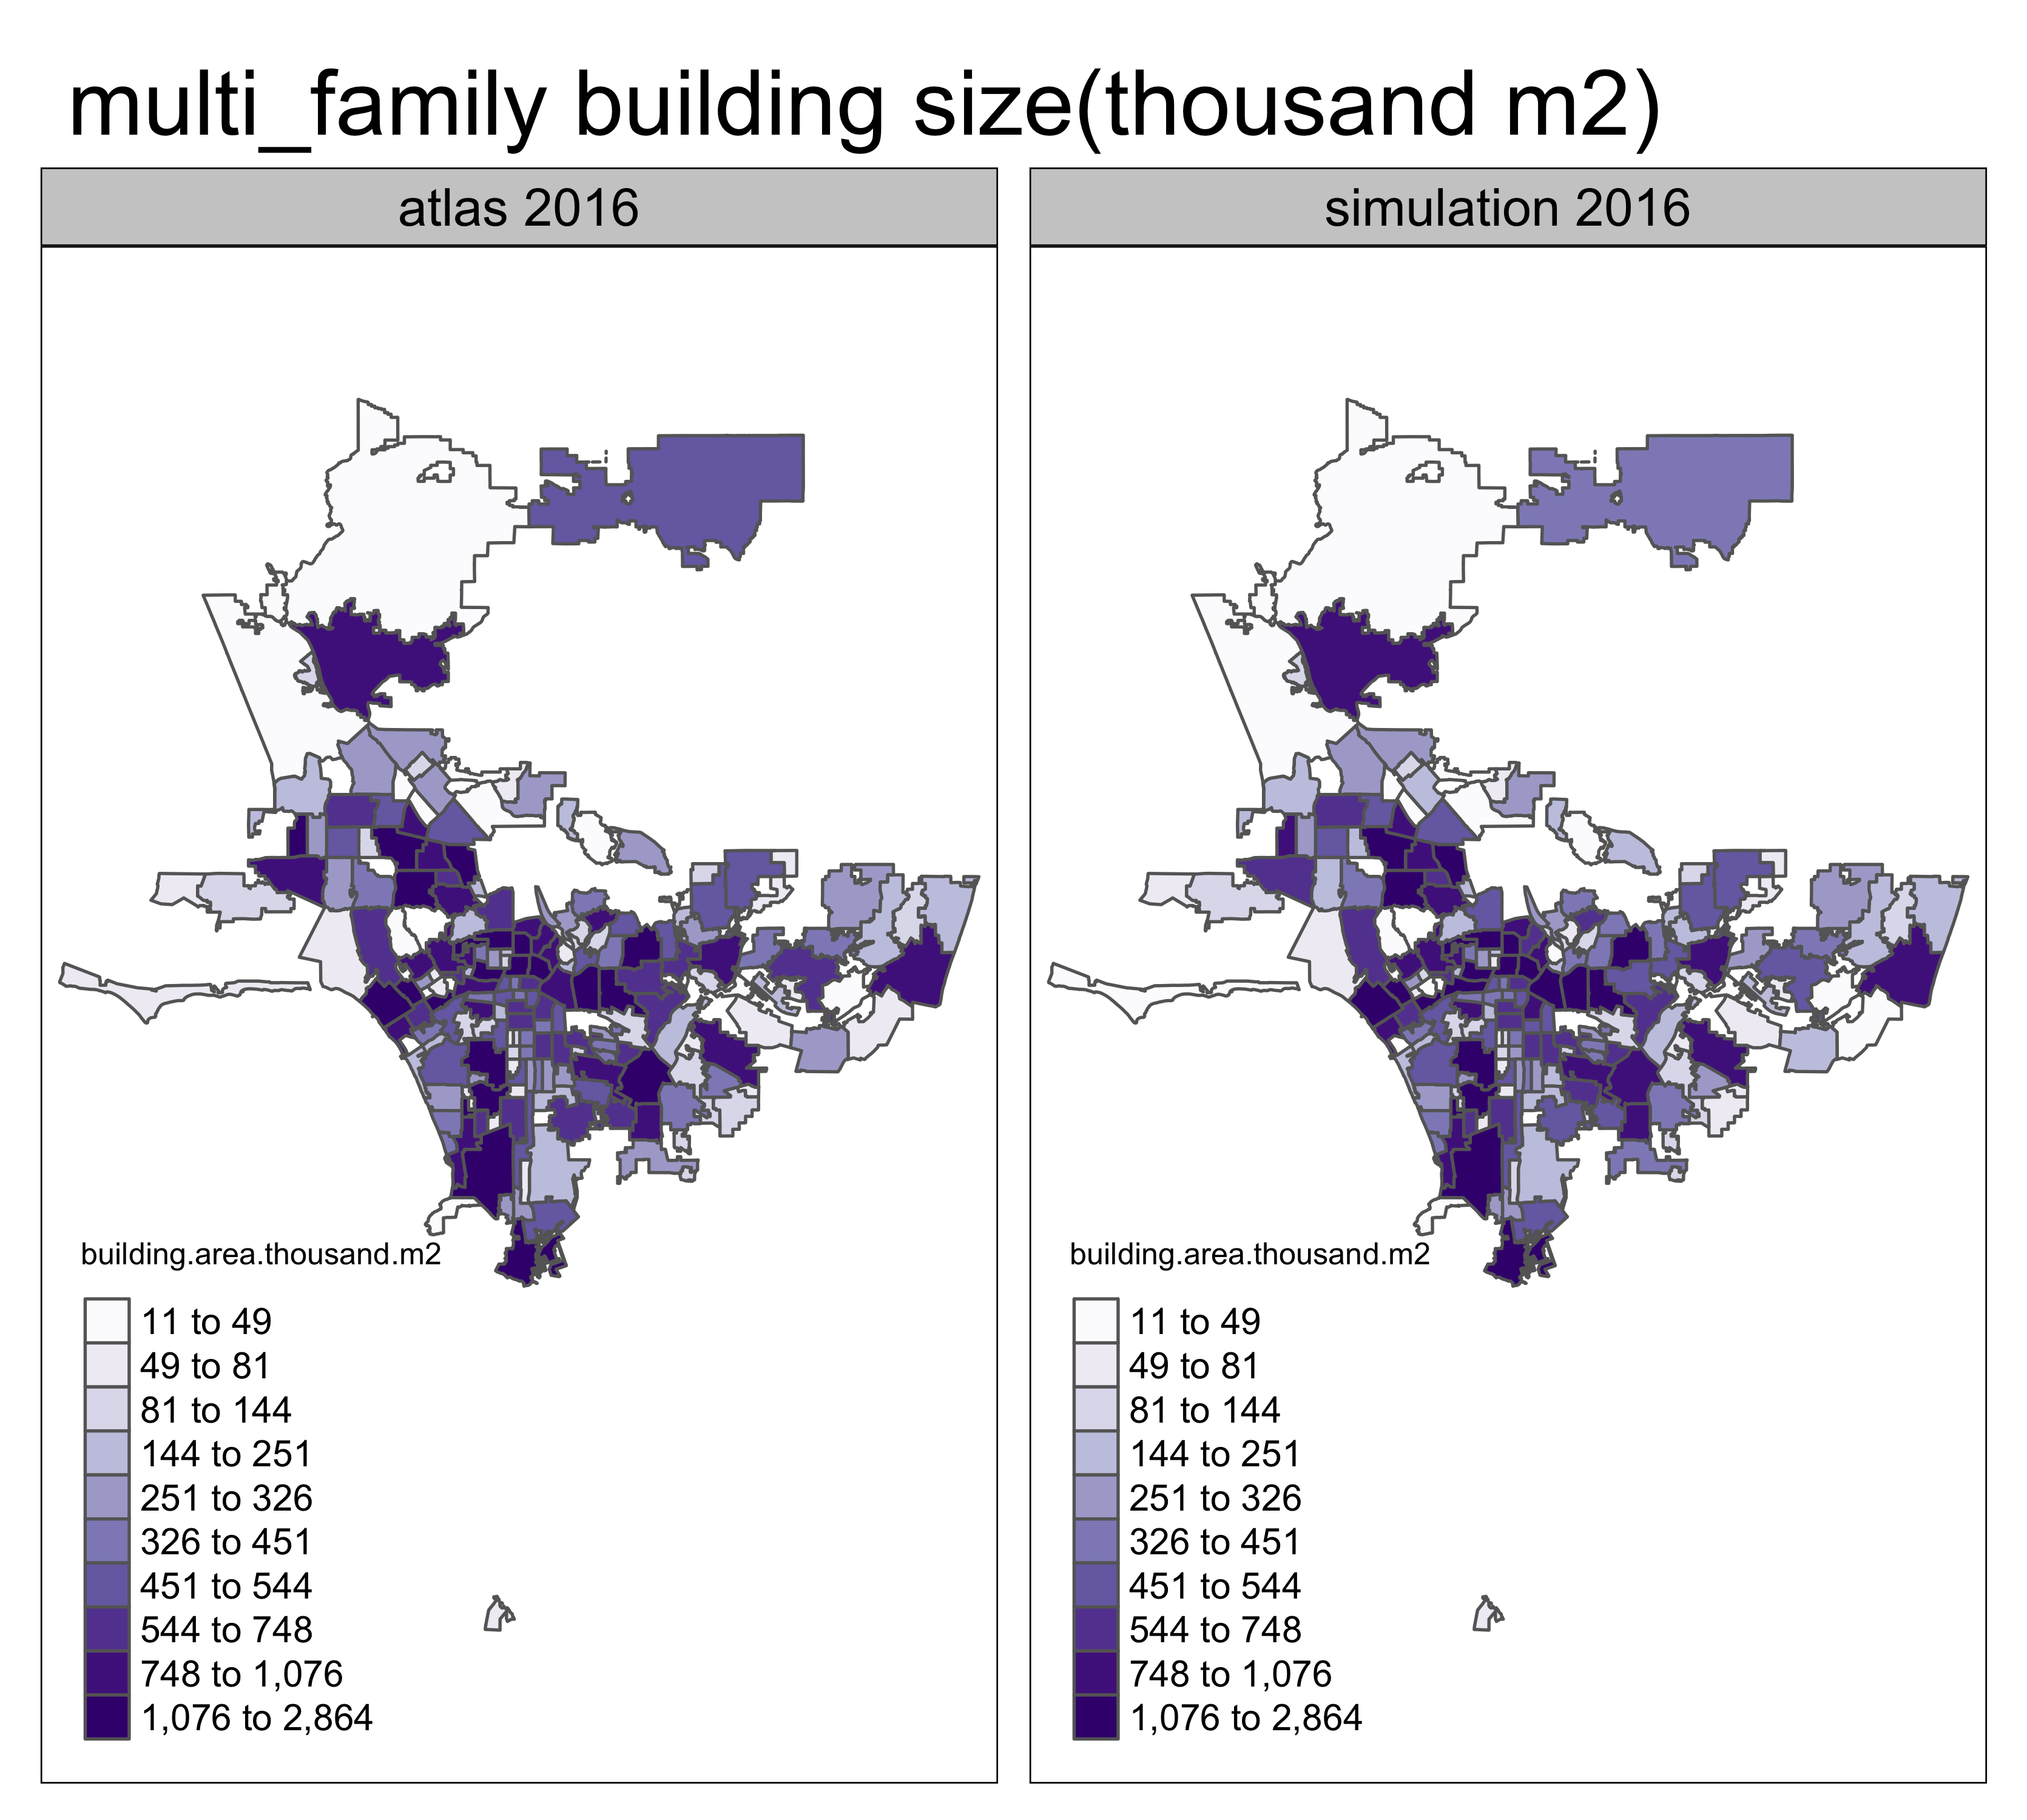 multi_family building size(thousand m2)
atlas 2016
building.area.thousand.m2
11 to 49
49 to 81
81 to 144
144 to 251
251 to 326
326 to 451
451 to 544
544 to 748
748 to 1,076
1,076 to 2,864
simulation 2016
building.area.thousand.m2
11 to 49
49 to 81
81 to 144
144 to 251
251 to 326
326 to 451
451 to 544
544 to 748
748 to 1,076
1,076 to 2,864